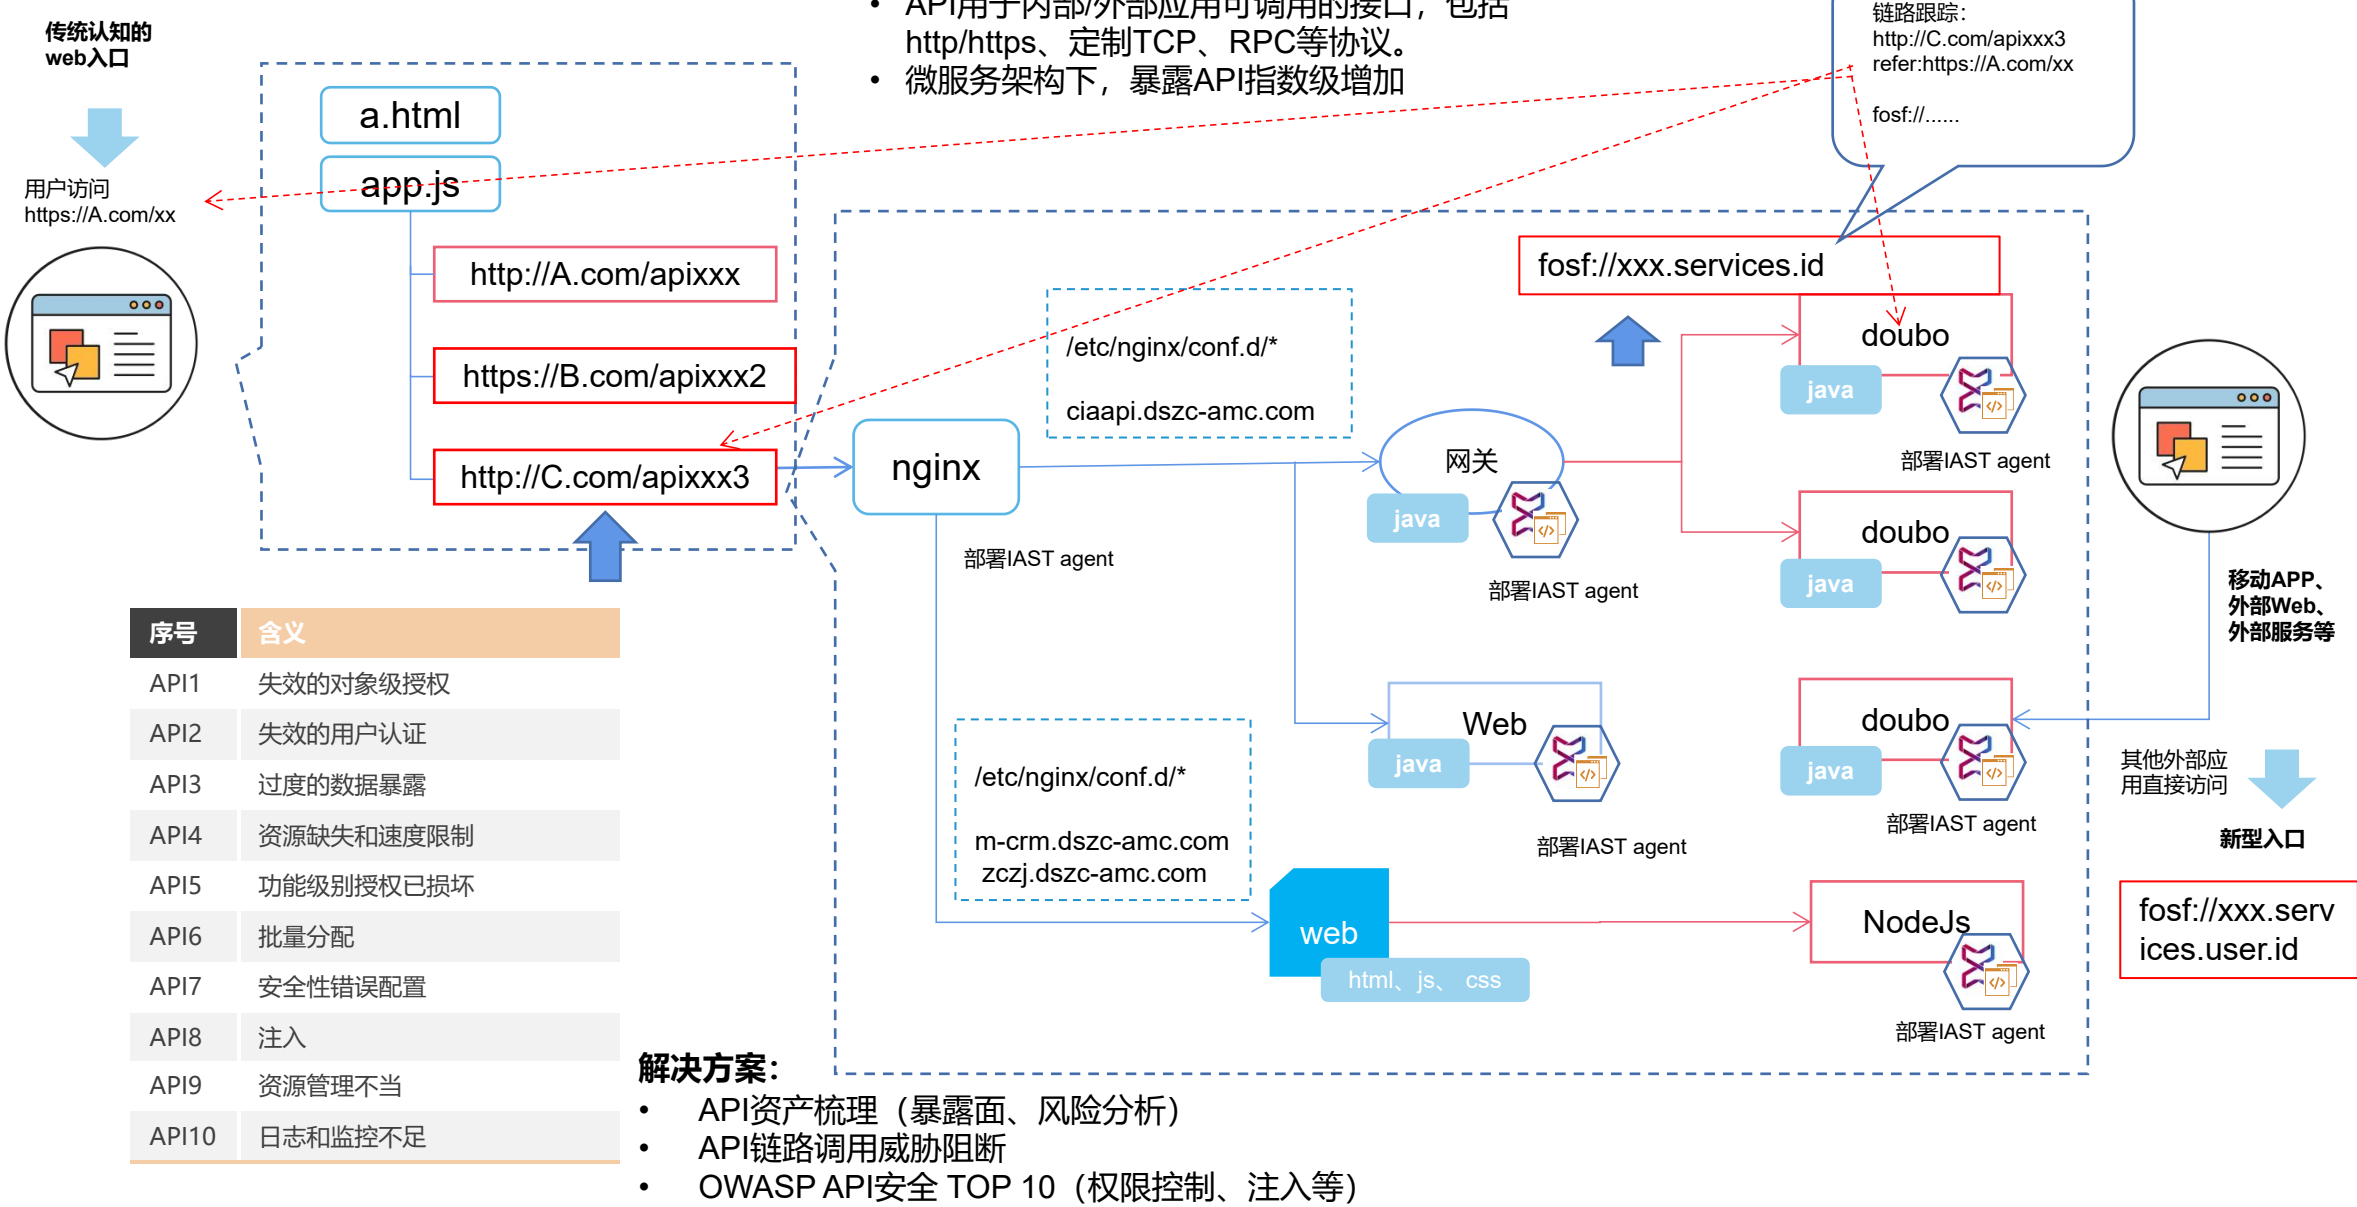 传统认知的
web入口
用户访问
https://A.com/xx
• API用于内部/外部应用可调用的接口，包括
http/https、定制TCP、RPC等协议。
• 微服务架构下，暴露API指数级增加
链路跟踪：
http://C.com/apixxx3
refer:https://A.com/xx
fosf://......
a.html
app.js
http://A.com/apixxx
https://B.com/apixxx2
http://C.com/apixxx3
nginx
部署IAST agent
/etc/nginx/conf.d/*
ciaapi.dszc-amc.com
网关
java
部署IAST agent
fosf://xxx.services.id
doubo
java
部署IAST agent
doubo
java
Web
java
部署IAST agent
doubo
java
部署IAST agent
/etc/nginx/conf.d/*
m-crm.dszc-amc.com
zczj.dszc-amc.com
web
html、js、 css
NodeJs
部署IAST agent
移动APP、
外部Web、
外部服务等
其他外部应
用直接访问
新型入口
fosf://xxx.serv
ices.user.id
序号 含义
API1 失效的对象级授权
API2 失效的用户认证
API3 过度的数据暴露
API4 资源缺失和速度限制
API5 功能级别授权已损坏
API6 批量分配
API7 安全性错误配置
API8 注入
API9 资源管理不当
API10 日志和监控不足
解决方案：
• API资产梳理（暴露面、风险分析）
• API链路调用威胁阻断
• OWASP API安全 TOP 10（权限控制、注入等）